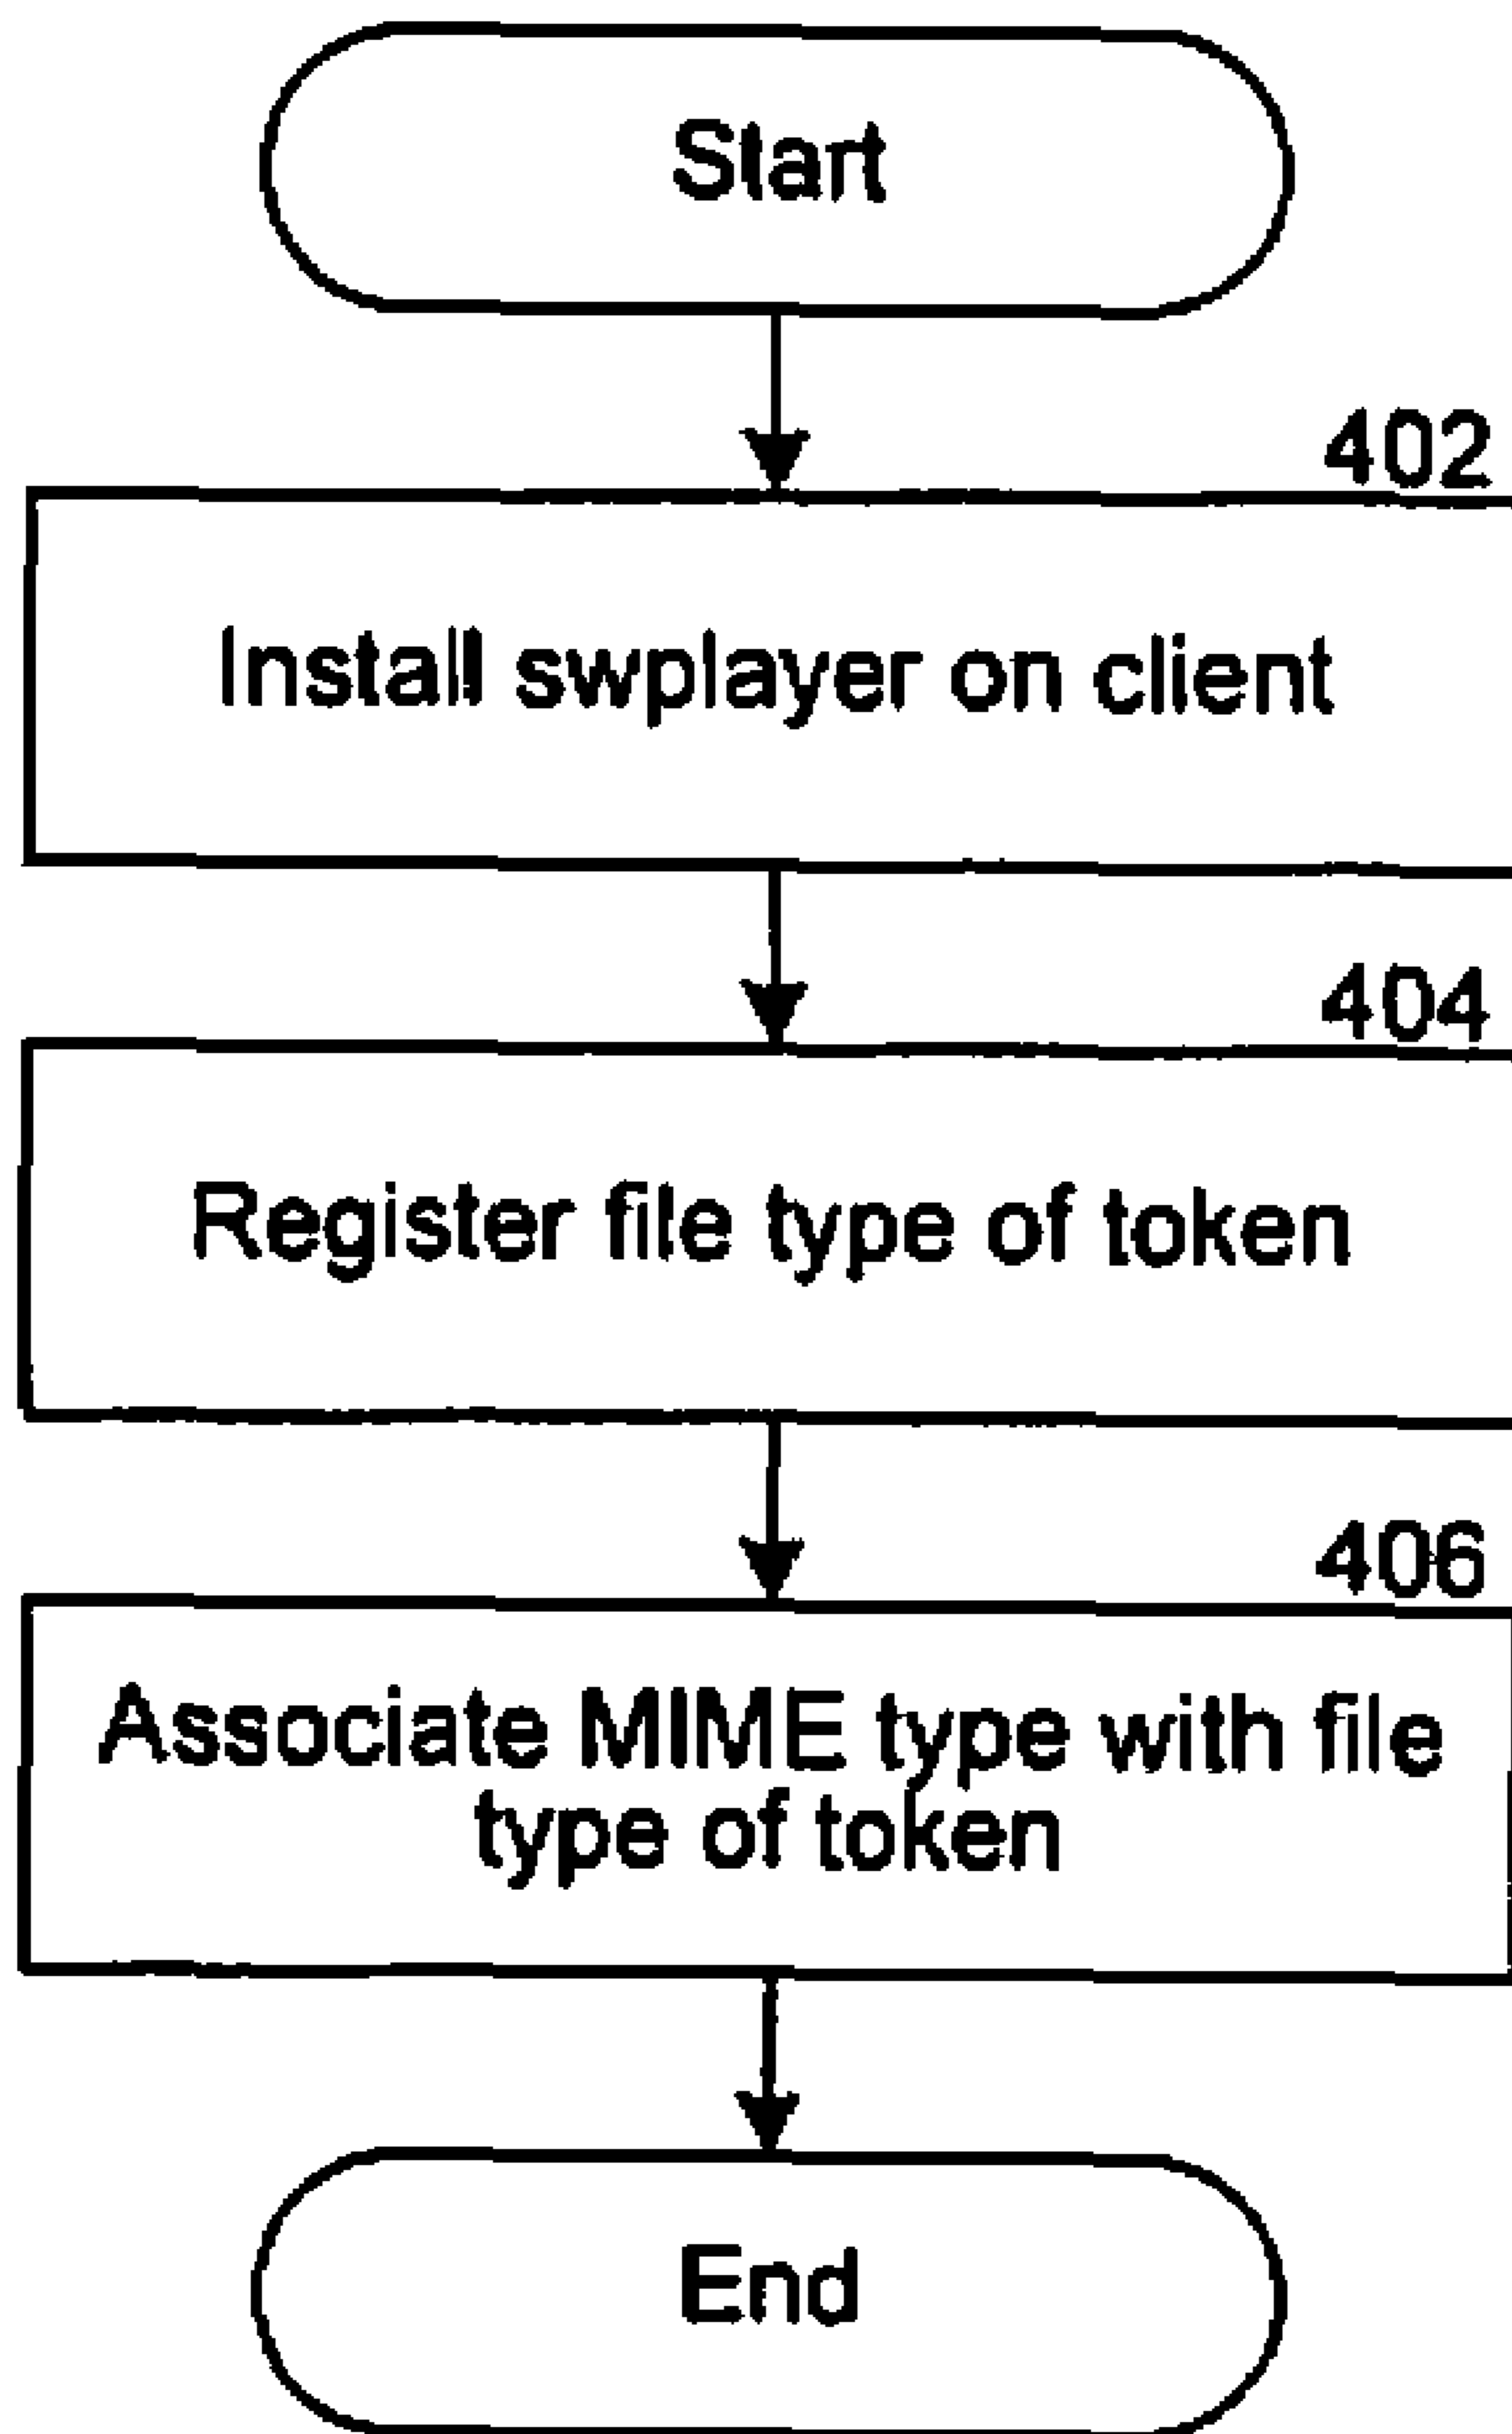 Start
402
Install swplayer on client
404
Register file type of token
406
Associate MIME type with file
type of token
End